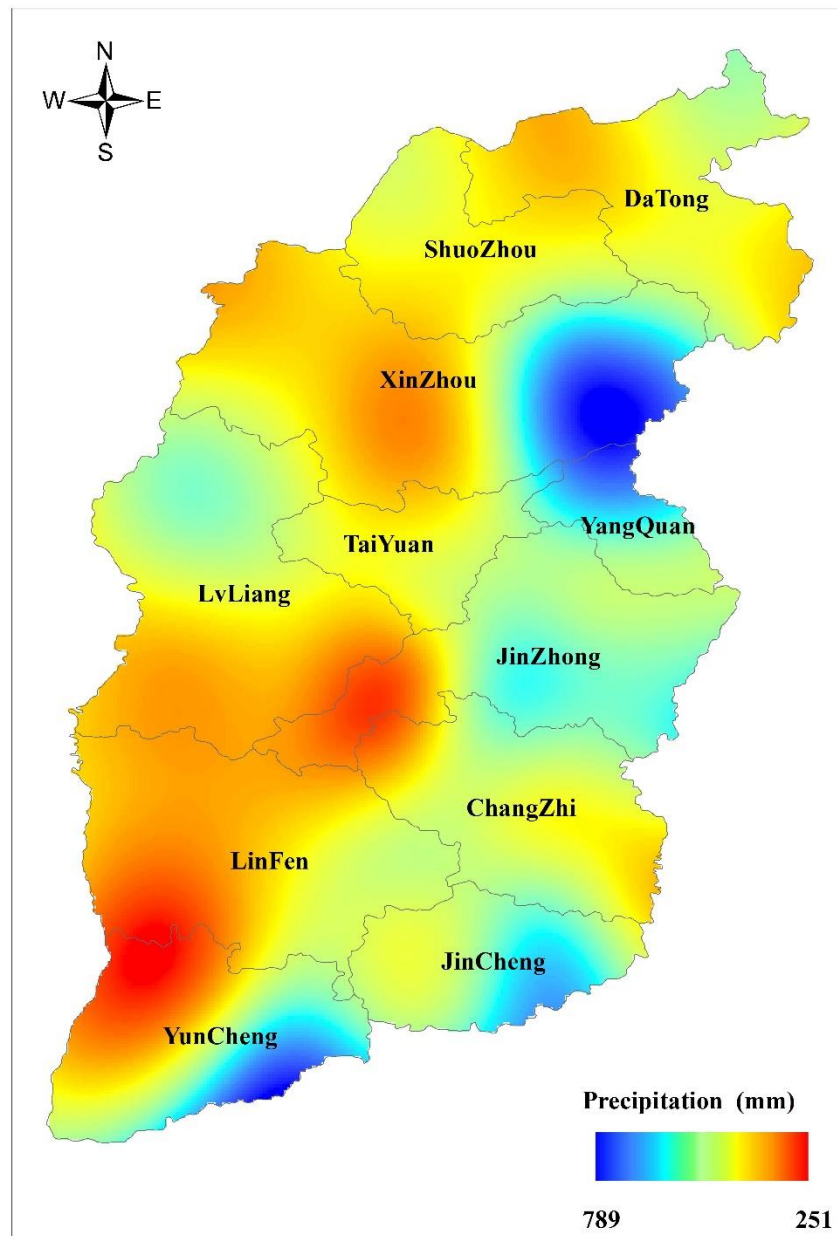 N
W E
S
DaTong
ShuoZhou
XinZhou
YangQuan
TaiYuan
LvLiang
JinZhong
ChangZhi
LinFen
JinCheng
YunCheng
Precipitation (mm)
789 251